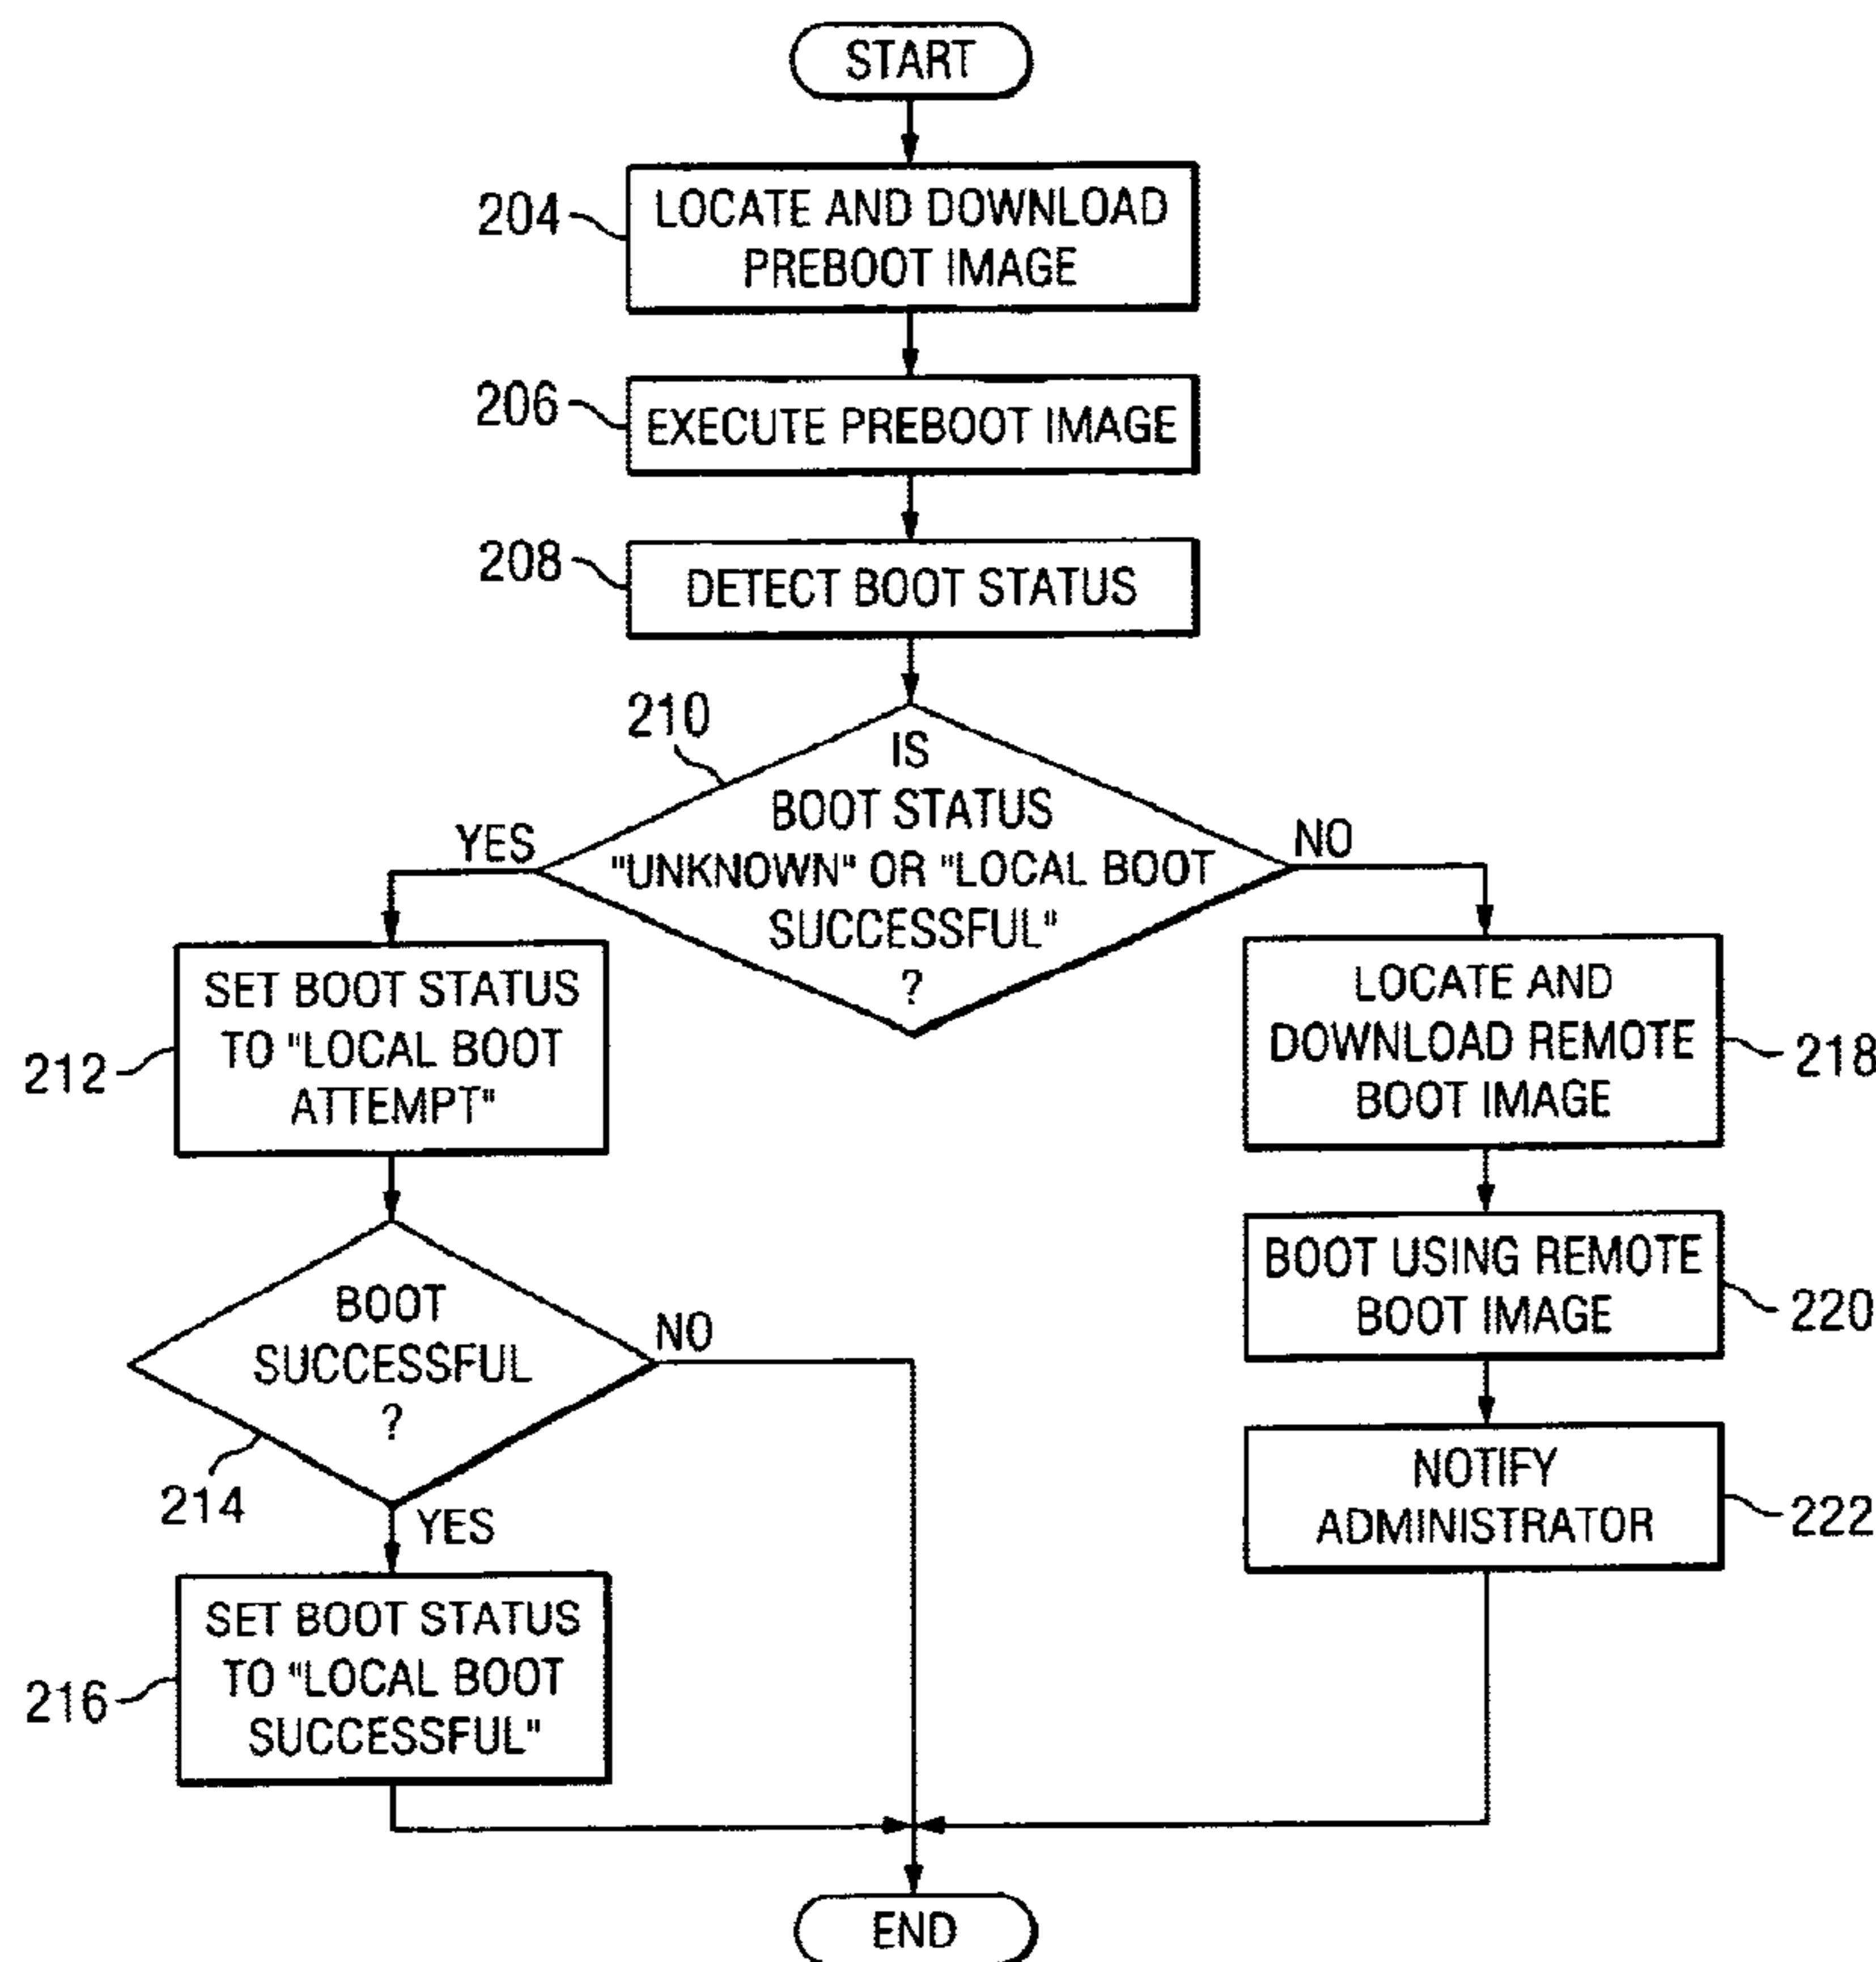 START
204
LOCATE AND DOWNLOAD
PREBOOT IMAGE
206
EXECUTE PREBOOT IMAGE
208
DETECT BOOT STATUS
210
IS
BOOT STATUS
"UNKNOWN" OR "LOCAL BOOT
SUCCESSFUL"
?
YES
NO
SET BOOT STATUS
TO "LOCAL BOOT
ATTEMPT"
212
LOCATE AND
DOWNLOAD REMOTE
BOOT IMAGE
218
BOOT
SUCCESSFUL
?
NO
214
YES
BOOT USING REMOTE
BOOT IMAGE
220
NOTIFY
ADMINISTRATOR
222
SET BOOT STATUS
TO "LOCAL BOOT
SUCCESSFUL"
216
END